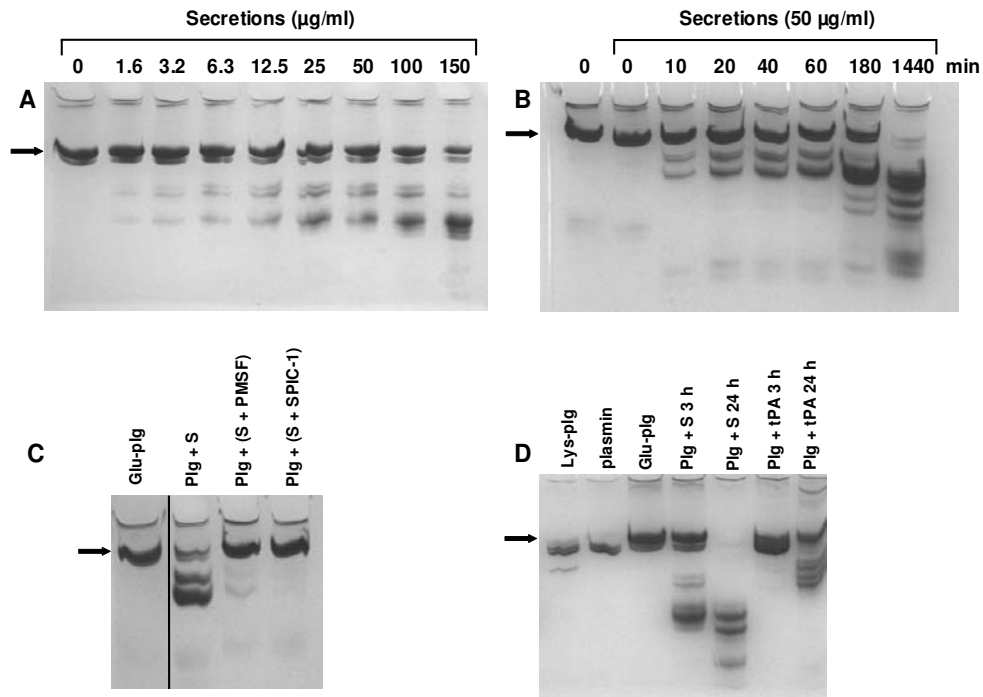 Secretions (µg/ml)
0 1.6 3.2 6.3 12.5 25 50 100 150
A
Secretions (50 µg/ml)
0 0 10 20 40 60 180 1440 min
B
C
Glu-plg
Plg + S
Plg + (S + PMSF)
Plg + (S + SPIC-1)
D
Lys-plg
plasmin
Glu-plg
Plg + S 3 h
Plg + S 24 h
Plg + tPA 3 h
Plg + tPA 24 h